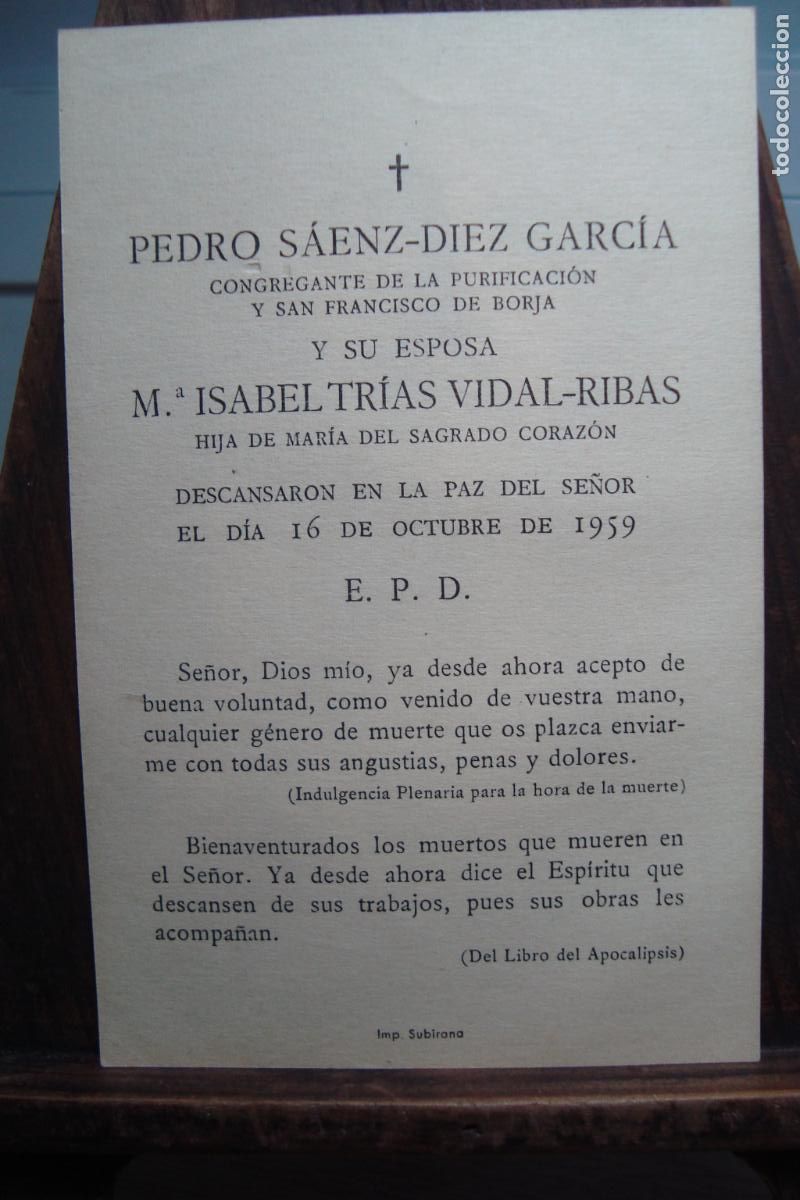 ✝
PEDRO SÁENZ-DIEZ GARCÍA
CONGREGANTE DE LA PURIFICACIÓN
Y SAN FRANCISCO DE BORJA
Y SU ESPOSA
M.ª ISABEL TRÍAS VIDAL-RIBAS
HIJA DE MARÍA DEL SAGRADO CORAZÓN
DESCANSARON EN LA PAZ DEL SEÑOR
EL DÍA 16 DE OCTUBRE DE 1959
E. P. D.
Señor, Dios mío, ya desde ahora acepto de
buena voluntad, como venido de vuestra mano,
cualquier género de muerte que os plazca enviar-
me con todas sus angustias, penas y dolores.
(Indulgencia Plenaria para la hora de la muerte)
Bienaventurados los muertos que mueren en
el Señor. Ya desde ahora dice el Espíritu que
descansen de sus trabajos, pues sus obras les
acompañan.
(Del Libro del Apocalipsis)
Imp. Subirana
todocoleccion